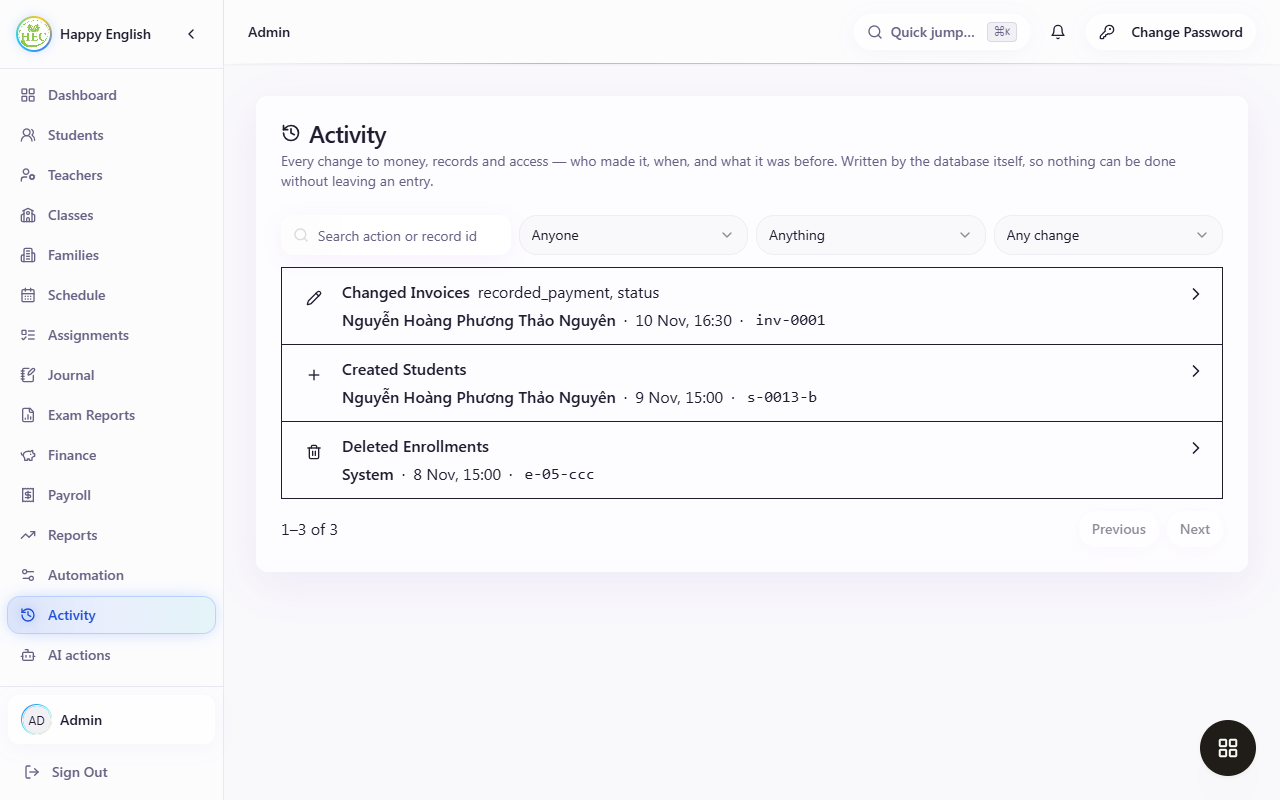 HEC
Happy English
Admin
Quick jump...
⌘K
Change Password
Dashboard
Students
Teachers
Classes
Families
Schedule
Assignments
Journal
Exam Reports
Finance
Payroll
Reports
Automation
Activity
AI actions
AD
Admin
Sign Out
Activity
Every change to money, records and access — who made it, when, and what it was before. Written by the database itself, so nothing can be done
without leaving an entry.
Search action or record id
Anyone
Anything
Any change
Changed Invoices recorded_payment, status
Nguyễn Hoàng Phương Thảo Nguyên · 10 Nov, 16:30 · inv-0001
Created Students
Nguyễn Hoàng Phương Thảo Nguyên · 9 Nov, 15:00 · s-0013-b
Deleted Enrollments
System · 8 Nov, 15:00 · e-05-ccc
1–3 of 3
Previous
Next